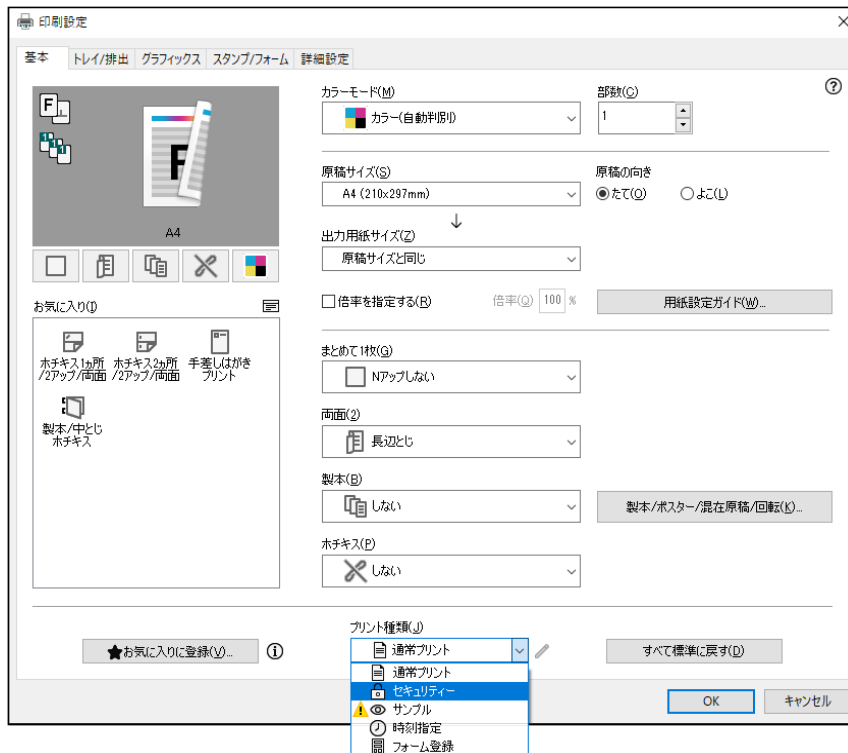 印刷設定
基本 トレイ/排出 グラフィックス スタンプ/フォーム 詳細設定
カラーモード(M) 部数(C)
カラー(自動判別) 1
原稿サイズ(S) 原稿の向き
A4 (210x297mm) たて(O) よこ(L)
A4
出力用紙サイズ(Z)
原稿サイズと同じ
倍率を指定する(R) 倍率(Q) 100 % 用紙設定ガイド(W)...
お気に入り(I)
ホチキス1ヵ所 ホチキス2ヵ所 手差しはがき
/2アップ/両面 /2アップ/両面 プリント
製本/中とじ
ホチキス
まとめて1枚(G)
Nアップしない
両面(2)
長辺とじ
製本(B)
しない 製本/ポスター/混在原稿/回転(K)...
ホチキス(P)
しない
プリント種類(J)
★お気に入りに登録(V)... 通常プリント すべて標準に戻す(D)
通常プリント
セキュリティー
サンプル
時刻指定
フォーム登録
OK キャンセル